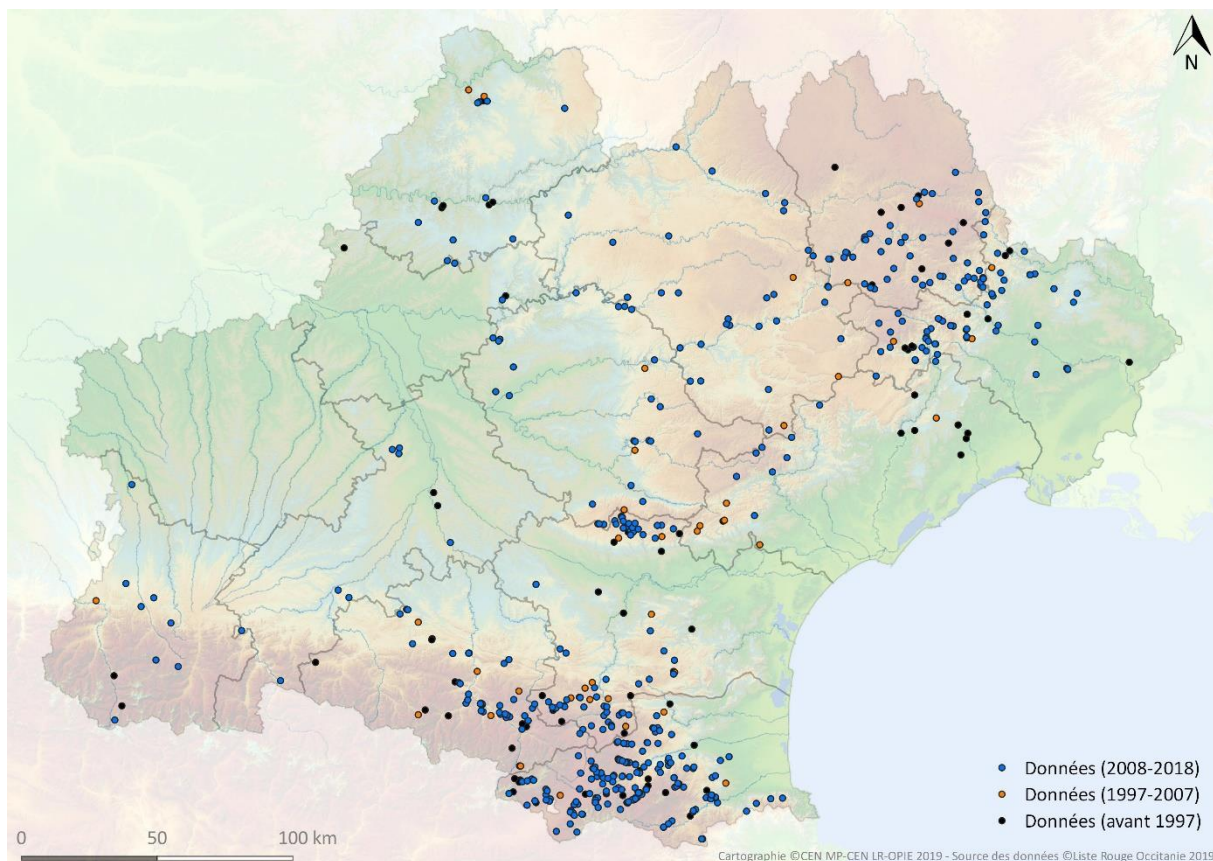 N
Données (2008-2018)
Données (1997-2007)
Données (avant 1997)
0 50 100 km
Cartographie ©CEN MP-CEN LR-OPIE 2019 - Source des données ©Liste Rouge Occitanie 2019